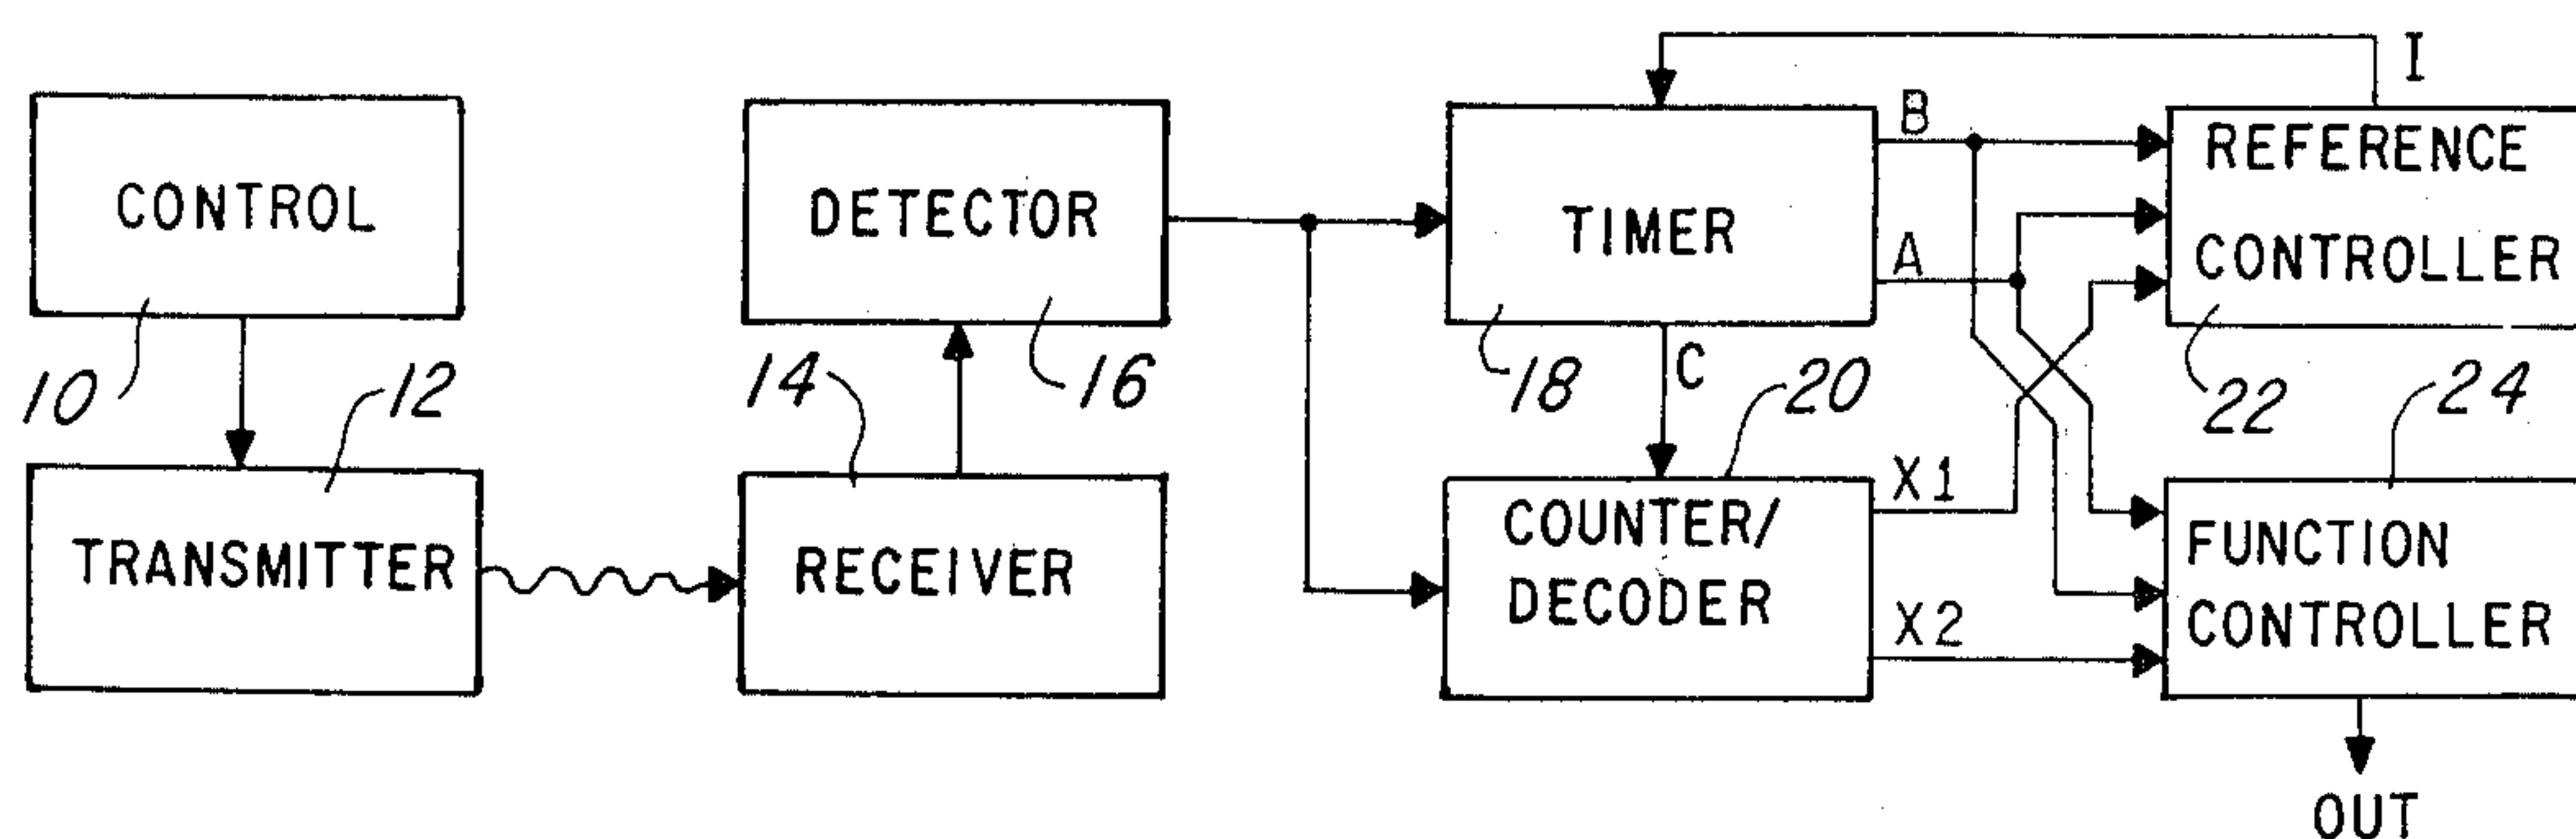 I
B
CONTROL
DETECTOR
TIMER
REFERENCE
CONTROLLER
A
10
12
14
16
18
C
20
22
24
TRANSMITTER
RECEIVER
COUNTER/
DECODER
X1
X2
FUNCTION
CONTROLLER
OUT